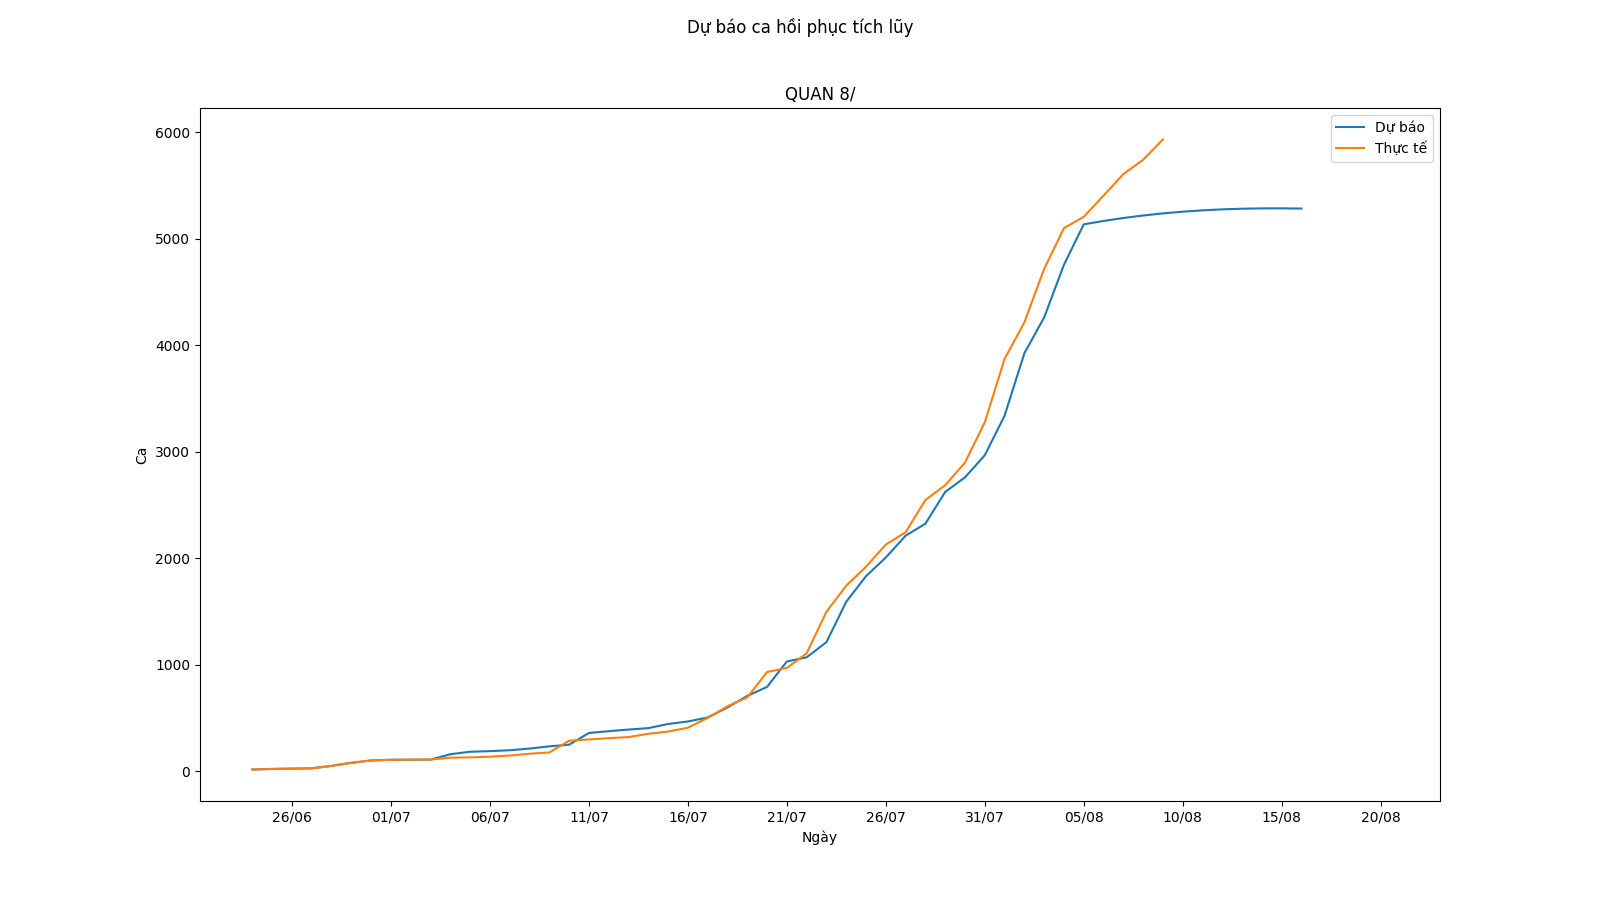 Dự báo ca hồi phục tích lũy
QUAN 8/
Dự báo
Thực tế
6000
5000
4000
3000
2000
1000
0
Ca
26/06 01/07 06/07 11/07 16/07 21/07 26/07 31/07 05/08 10/08 15/08 20/08
Ngày